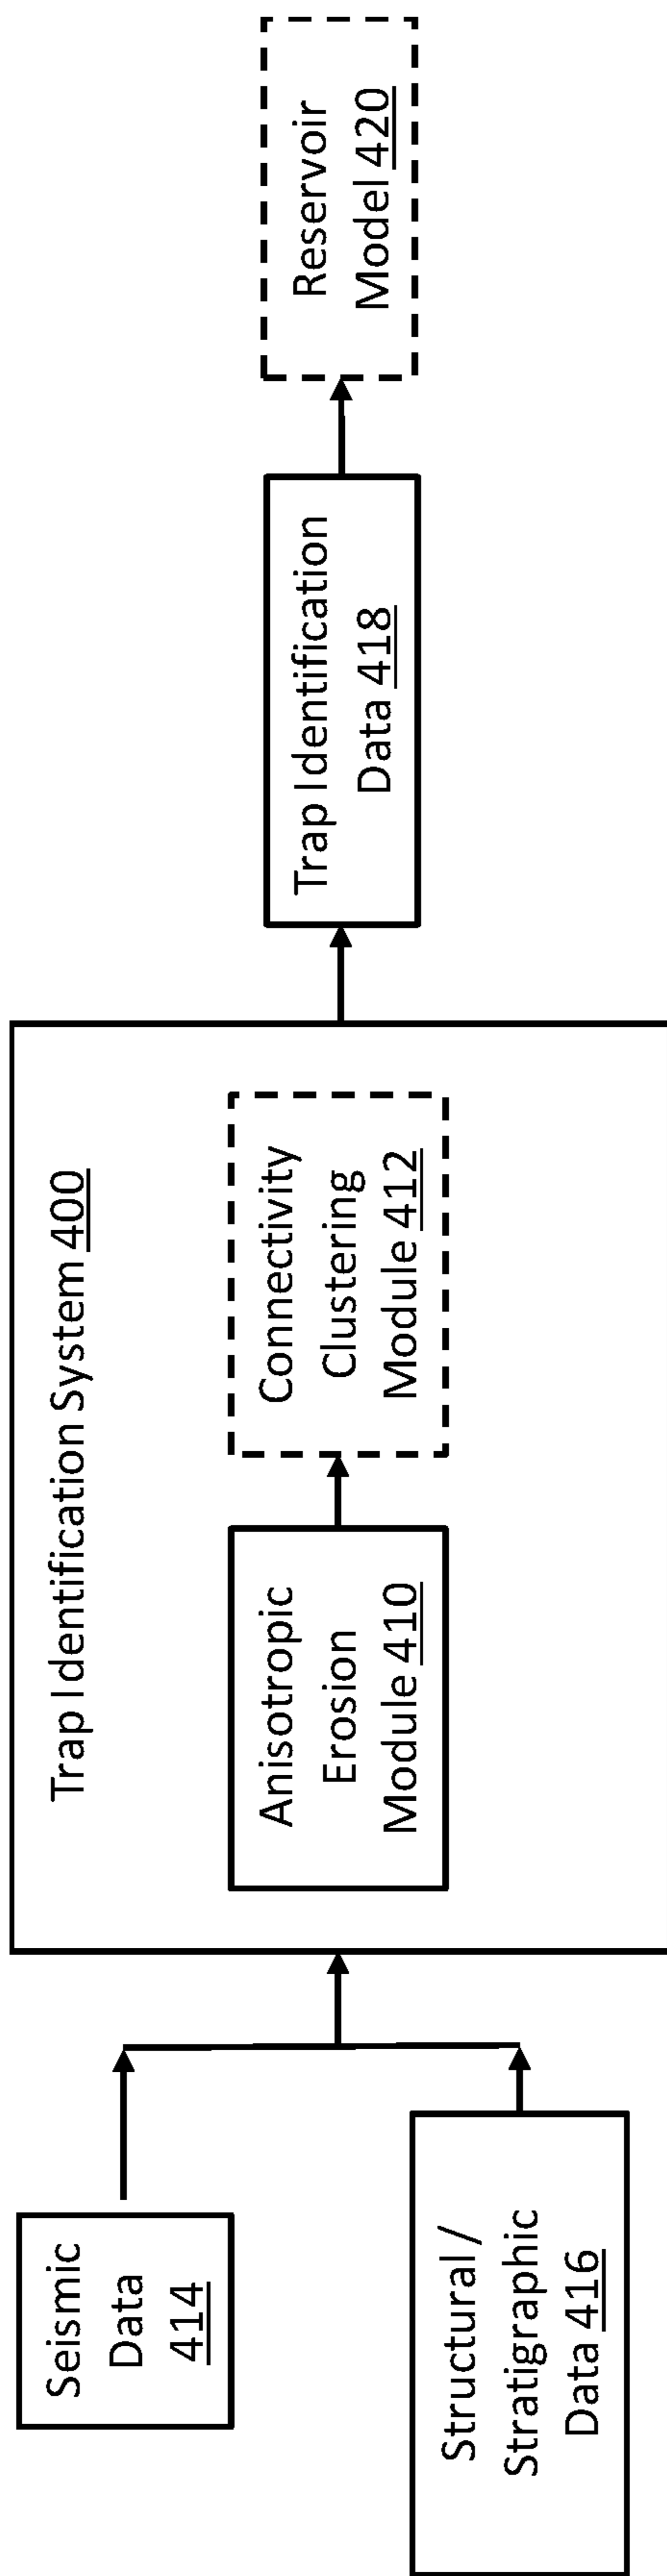 Seismic
Data
414
Structural /
Stratigraphic
Data 416
Trap Identification System 400
Anisotropic
Erosion
Module 410
Connectivity
Clustering
Module 412
Trap Identification
Data 418
Reservoir
Model 420